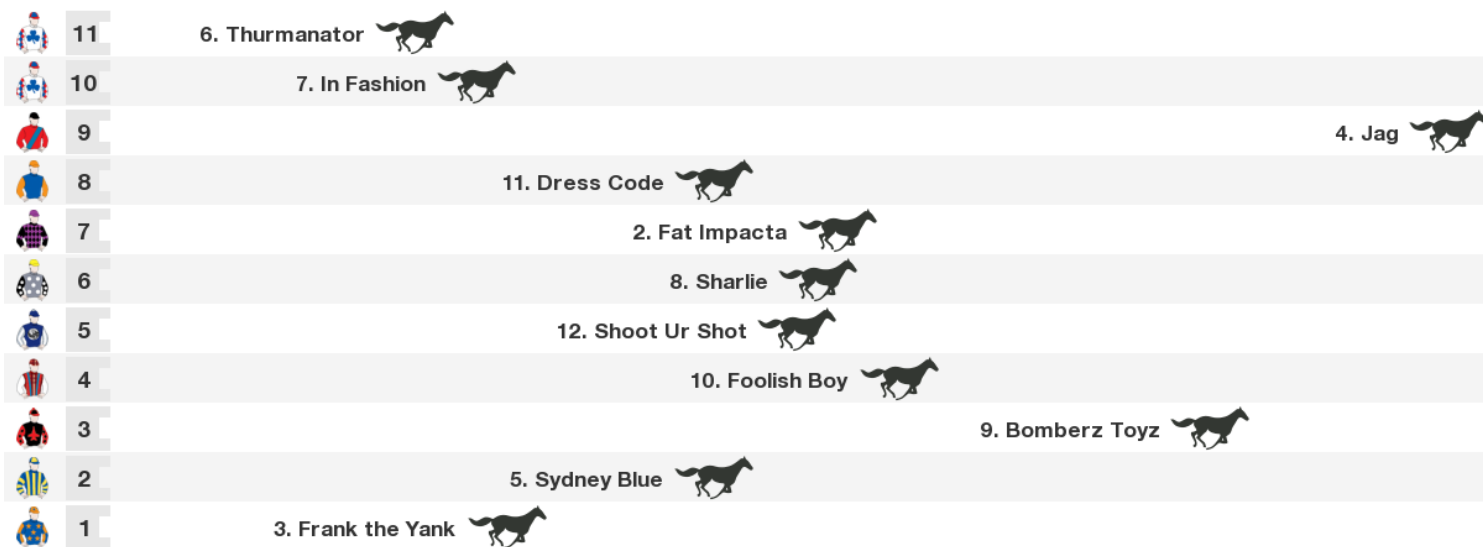 11 6. Thurmanator
10 7. In Fashion
9 4. Jag
8 11. Dress Code
7 2. Fat Impacta
6 8. Sharlie
5 12. Shoot Ur Shot
4 10. Foolish Boy
3 9. Bomberz Toyz
2 5. Sydney Blue
1 3. Frank the Yank